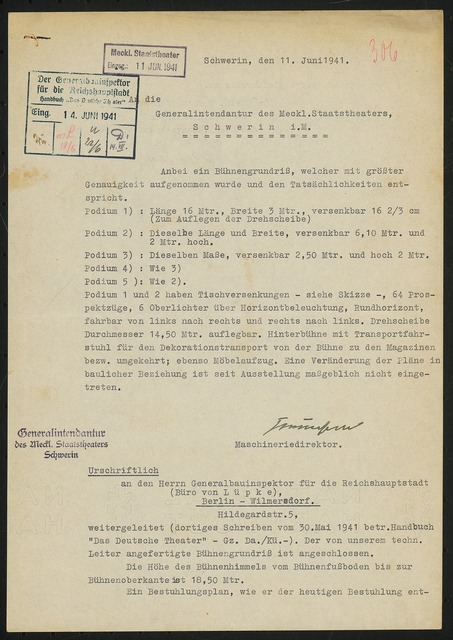 Meckl. Staatstheater
Eingeg.: 11 JUN. 1941
Schwerin, den 11. Juni1941.
306
Der Generalbauinspektor
für die Reichshauptstadt
Handbuch „Das Deutsche Theater"
Eing. 14. JUNI 1941
An die
Generalintendantur des Meckl.Staatstheaters,
S c h w e r i n i.M.
= = = = = = = = = = = = =
Anbei ein Bühnengrundriß, welcher mit größter
Genauigkeit aufgenommen wurde und den Tatsächlichkeiten ent-
spricht.
Podium 1) : Länge 16 Mtr., Breite 3 Mtr., versenkbar 16 2/3 cm
(Zum Auflegen der Drehscheibe)
Podium 2) : Dieselbe Länge und Breite, versenkbar 6,10 Mtr. und
2 Mtr. hoch.
Podium 3) : Dieselben Maße, versenkbar 2,50 Mtr. und hoch 2 Mtr.
Podium 4) : Wie 3)
Podium 5 ): Wie 2).
Podium 1 und 2 haben Tischversenkungen - siehe Skizze -, 64 Pros-
pektzüge, 6 Oberlichter über Horizontbeleuchtung, Rundhorizont,
fahrbar von links nach rechts und rechts nach links. Drehscheibe
Durchmesser 14,50 Mtr. auflegbar. Hinterbühne mit Transportfahr-
stuhl für den Dekorationstransport von der Bühne zu den Magazinen
bezw. umgekehrt; ebenso Möbelaufzug. Eine Veränderung der Pläne in
baulicher Beziehung ist seit Ausstellung maßgeblich nicht einge-
treten.
Maschineriedirektor.
Generalintendantur
des Meckl. Staatstheaters
Schwerin
Urschriftlich
an den Herrn Generalbauinspektor für die Reichshauptstadt
(Büro von L ü p k e),
Berlin - Wilmersdorf.
Hildegardstr.5,
weitergeleitet (dortiges Schreiben vom 30.Mai 1941 betr.Handbuch
"Das Deutsche Theater" - Gz. Da./Kü.-). Der von unserem techn.
Leiter angefertigte Bühnengrundriß ist angeschlossen.
Die Höhe des Bühnenhimmels vom Bühnenfußboden bis zur
Bühnenoberkante ist 18,50 Mtr.
Ein Bestuhlungsplan, wie er der heutigen Bestuhlung ent-